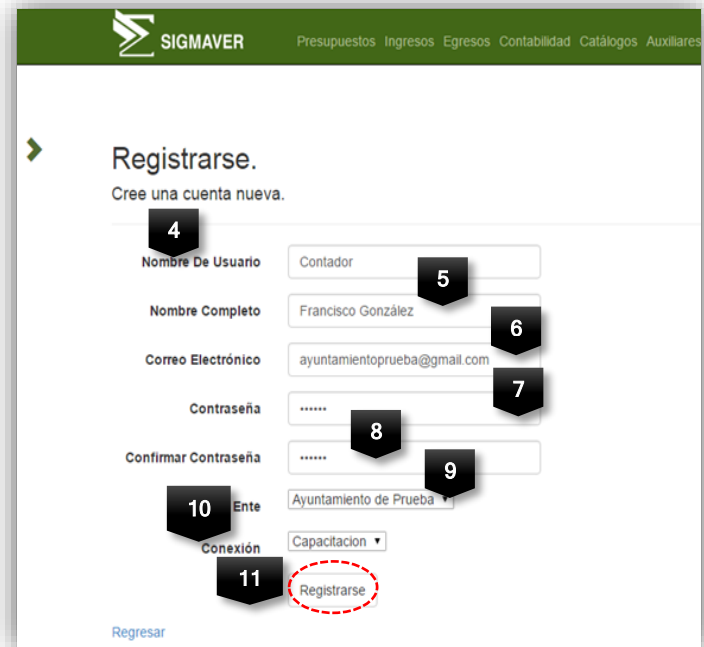 SIGMAVER
Presupuestos Ingresos Egresos Contabilidad Catálogos Auxiliares
Registrarse.
Cree una cuenta nueva.
4
Nombre De Usuario Contador
5
Nombre Completo Francisco González
6
Correo Electrónico ayuntamientoprueba@gmail.com
7
Contraseña ••••••
8
Confirmar Contraseña ••••••
9
10 Ente Ayuntamiento de Prueba
Conexión Capacitacion
11 Registrarse
Regresar